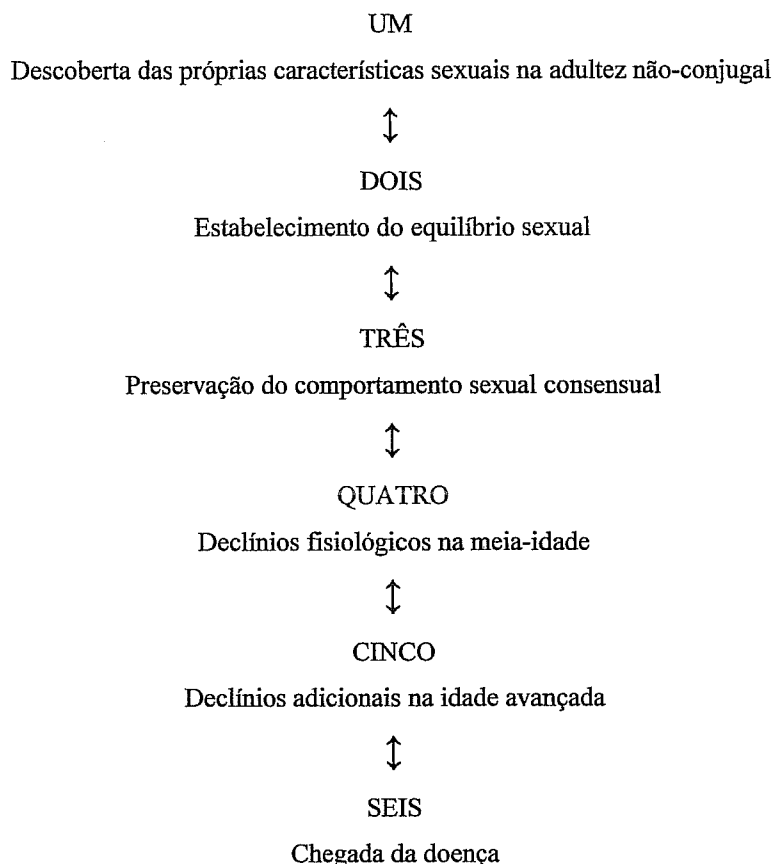 UM
Descoberta das próprias características sexuais na adultez não-conjugal
↕
DOIS
Estabelecimento do equilíbrio sexual
↕
TRÊS
Preservação do comportamento sexual consensual
↕
QUATRO
Declínios fisiológicos na meia-idade
↕
CINCO
Declínios adicionais na idade avançada
↕
SEIS
Chegada da doença